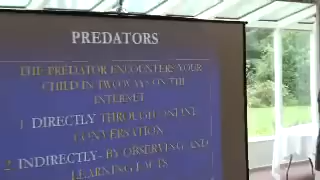 PREDATORS
THE PREDATOR ENCOUNTERS YOUR
CHILD IN TWO WAYS ON THE
INTERNET
1. DIRECTLY THROUGH ONLINE
CONVERSATION
2. INDIRECTLY- BY OBSERVING AND
LEARNING FACTS